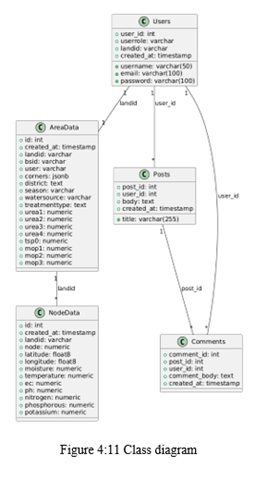 C Users
user_id: int
userrole: varchar
landid: varchar
created_at: timestamp
username: varchar(50)
email: varchar(100)
password: varchar(100)
1 1 1
landid user_id
1
C AreaData
id: int
created_at: timestamp
landid: varchar
bsid: varchar
user: varchar
corners: jsonb
district: text
season: varchar
watersource: varchar
treatmenttype: text
urea1: numeric
urea2: numeric
urea3: numeric
urea4: numeric
tsp0: numeric
mop1: numeric
mop2: numeric
mop3: numeric
*
C Posts
post_id: int
user_id: int
body: text
created_at: timestamp
title: varchar(255)
user_id
1
1
landid
*
post_id
* *
C NodeData
id: int
created_at: timestamp
landid: varchar
node: numeric
latitude: float8
longitude: float8
moisture: numeric
temperature: numeric
ec: numeric
ph: numeric
nitrogen: numeric
phosphorous: numeric
potassium: numeric
C Comments
comment_id: int
post_id: int
user_id: int
comment_body: text
created_at: timestamp
Figure 4:11 Class diagram